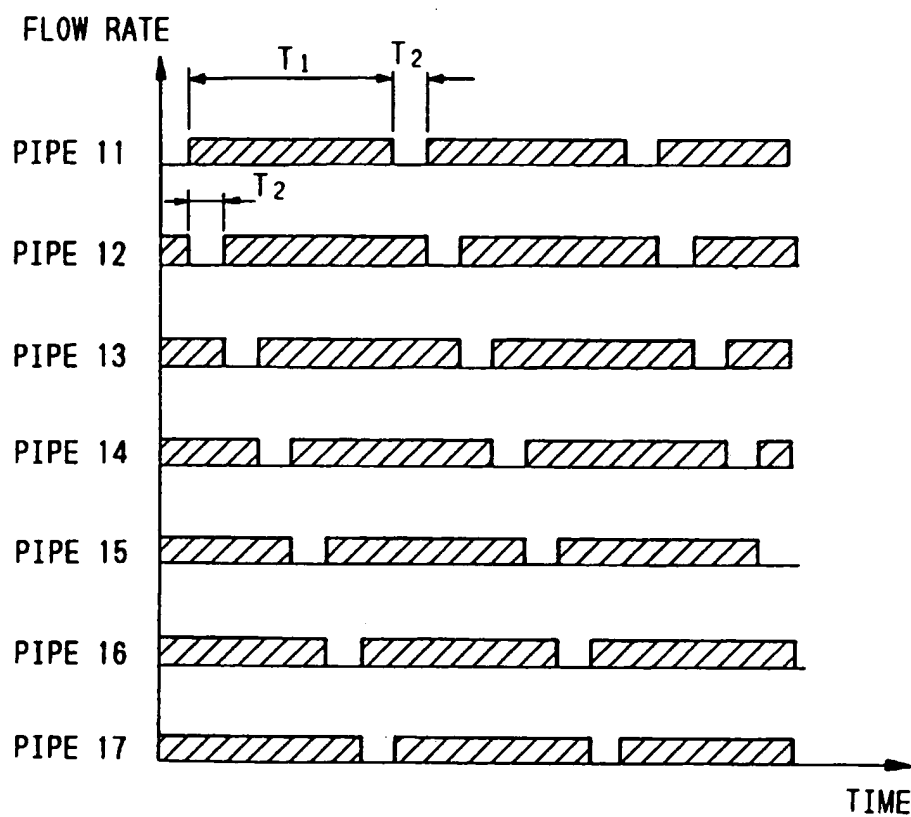 FLOW RATE
T1 T2
PIPE 11
T2
PIPE 12
PIPE 13
PIPE 14
PIPE 15
PIPE 16
PIPE 17
TIME